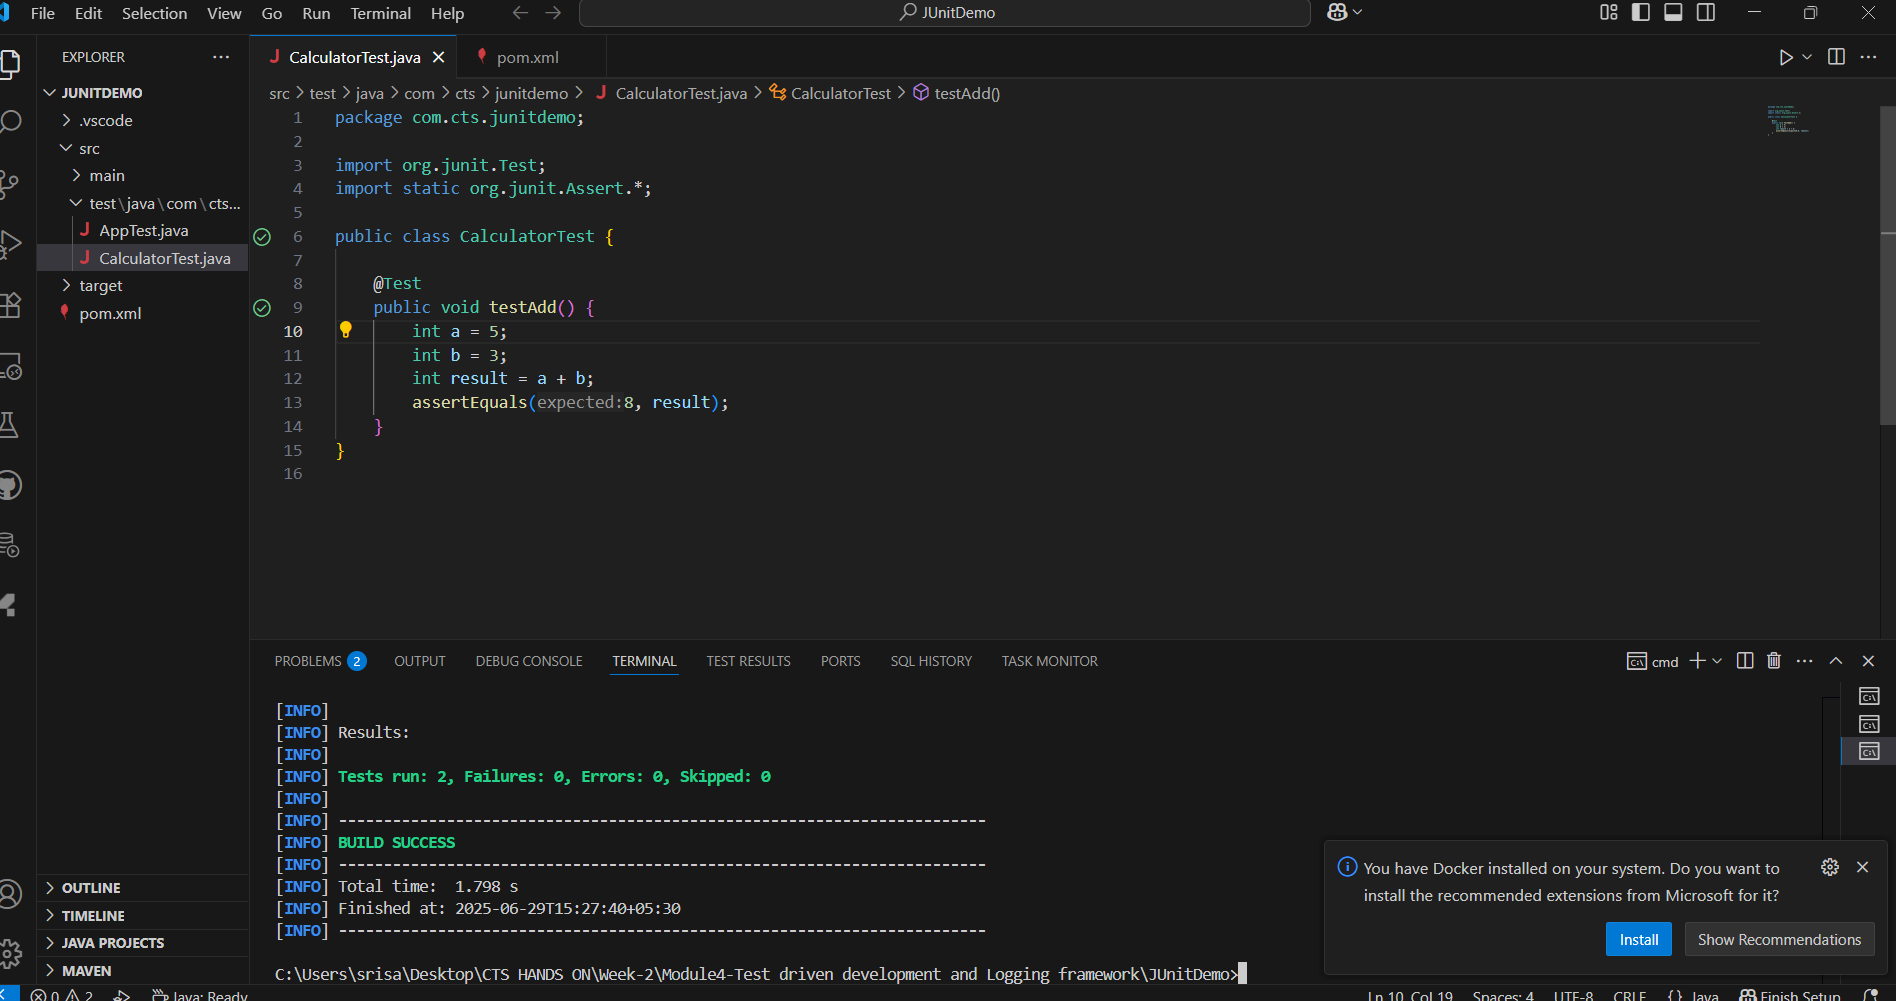 File Edit Selection View Go Run Terminal Help
JUnitDemo
EXPLORER
JUNITDEMO
.vscode
src
main
test\java\com\cts...
AppTest.java
CalculatorTest.java
target
pom.xml
OUTLINE
TIMELINE
JAVA PROJECTS
MAVEN
CalculatorTest.java
pom.xml
src > test > java > com > cts > junitdemo > CalculatorTest.java > CalculatorTest > testAdd()
1 package com.cts.junitdemo;
2
3 import org.junit.Test;
4 import static org.junit.Assert.*;
5
6 public class CalculatorTest {
7
8 @Test
9 public void testAdd() {
10 int a = 5;
11 int b = 3;
12 int result = a + b;
13 assertEquals(expected:8, result);
14 }
15 }
16
PROBLEMS 2 OUTPUT DEBUG CONSOLE TERMINAL TEST RESULTS PORTS SQL HISTORY TASK MONITOR
cmd
[INFO]
[INFO] Results:
[INFO]
[INFO] Tests run: 2, Failures: 0, Errors: 0, Skipped: 0
[INFO]
[INFO] ------------------------------------------------------------------------
[INFO] BUILD SUCCESS
[INFO] ------------------------------------------------------------------------
[INFO] Total time:  1.798 s
[INFO] Finished at: 2025-06-29T15:27:40+05:30
[INFO] ------------------------------------------------------------------------
C:\Users\srisa\Desktop\CTS HANDS ON\Week-2\Module4-Test driven development and Logging framework\JUnitDemo>
You have Docker installed on your system. Do you want to
install the recommended extensions from Microsoft for it?
Install
Show Recommendations
0 2 Java: Ready
Ln 10, Col 19 Spaces: 4 UTF-8 CRLF {} Java Finish Setup